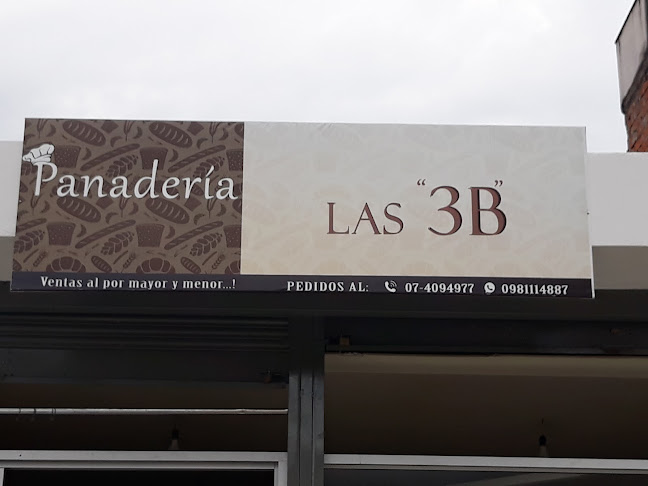 Panadería
LAS "3B"
Ventas al por mayor y menor...! PEDIDOS AL: 07-4094977 0981114887